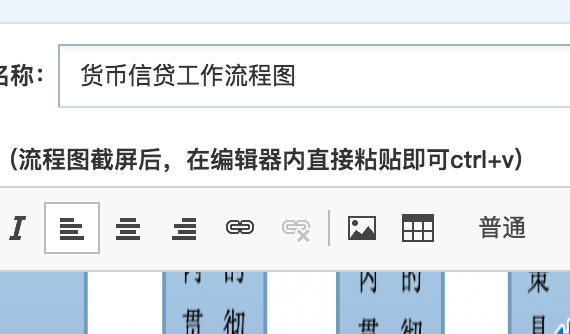 名称：
货币信贷工作流程图
（流程图截屏后，在编辑器内直接粘贴即可ctrl+v）
I
普通
内 的
贯 彻
内 的
贯 彻
策
具